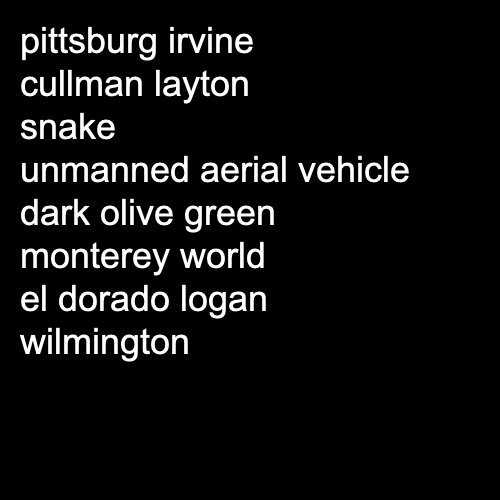 pittsburg irvine
cullman layton
snake
unmanned aerial vehicle
dark olive green
monterey world
el dorado logan
wilmington